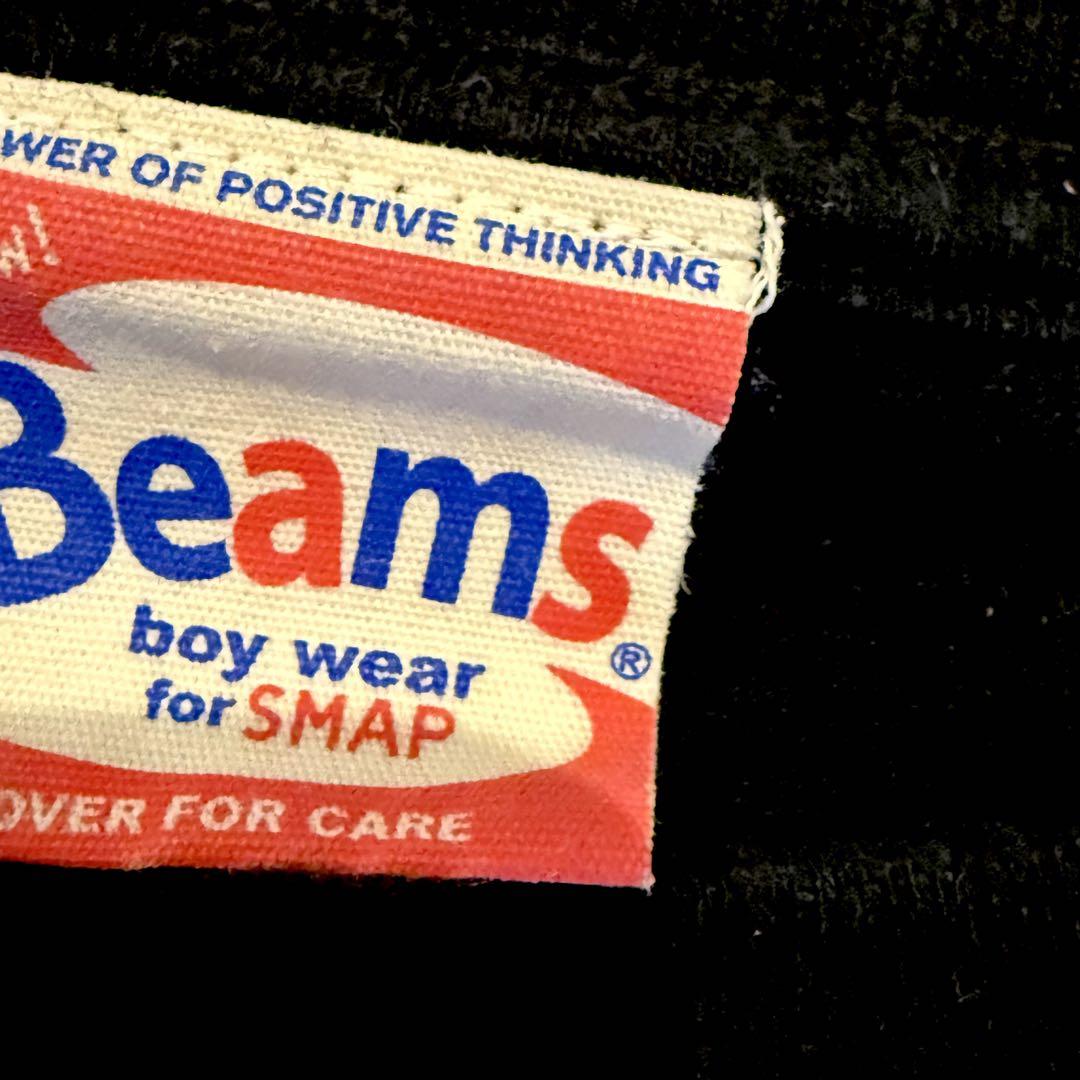 WER OF POSITIVE THINKING
W!
Beams®
boy wear
for SMAP
OVER FOR CARE